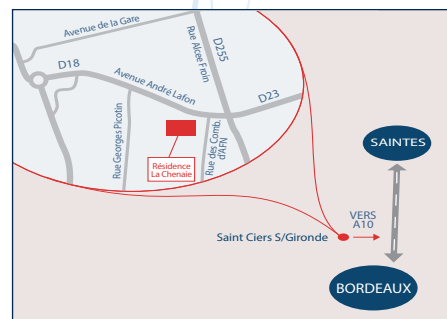 Avenue de la Gare
Rue Alcee Froin
D255
D18
Avenue André Lafon
D23
Rue Georges Picotin
Rue des Comb.
d'AFN
Résidence
La Chenaie
SAINTES
VERS
A10
Saint Ciers S/Gironde
BORDEAUX